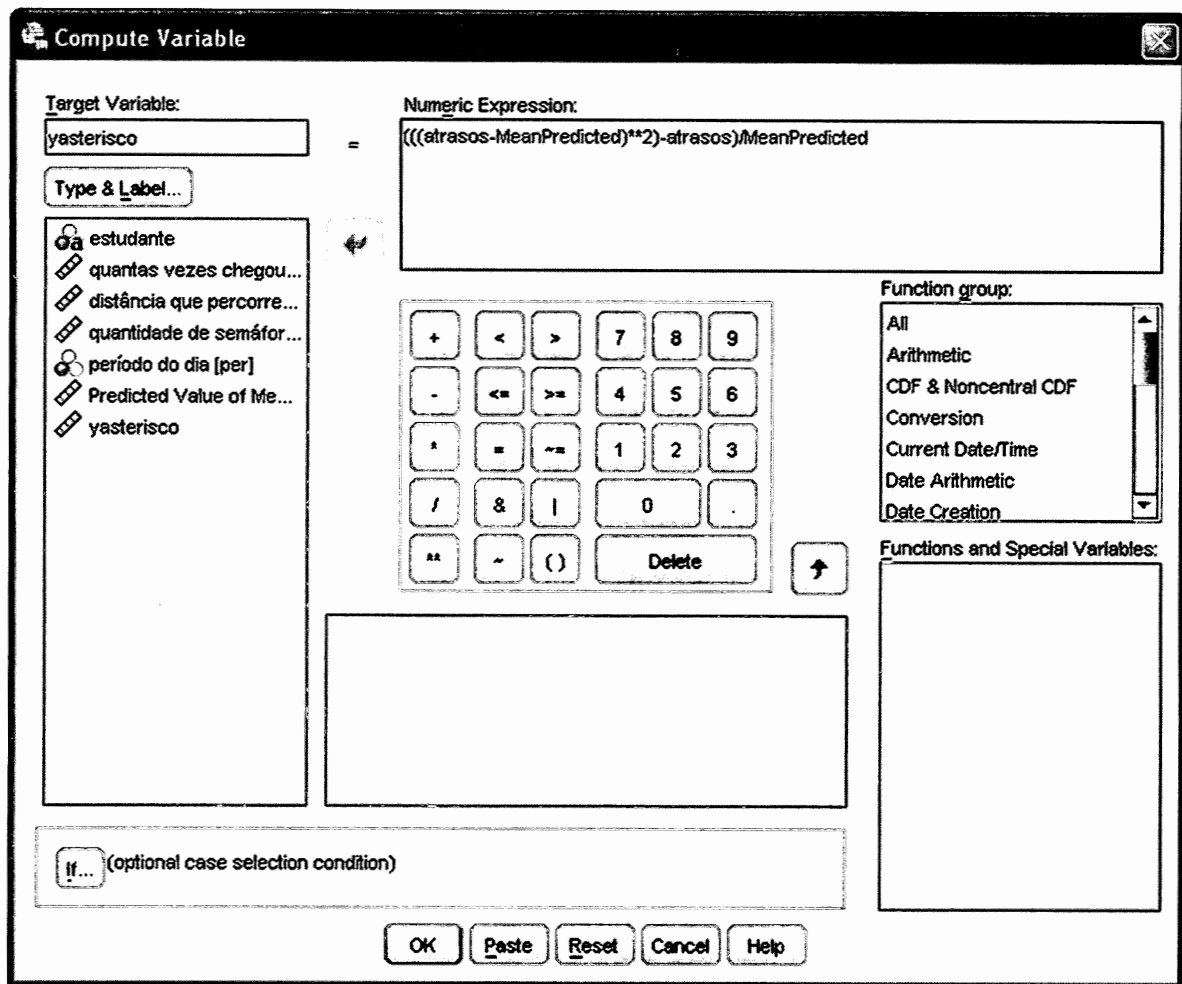 Compute Variable
Target Variable:
yasterisco
=
Numeric Expression:
(((atrasos-MeanPredicted)**2)-atrasos)/MeanPredicted
Type & Label...
estudante
quantas vezes chegou...
distância que percorre...
quantidade de semáfor...
período do dia [per]
Predicted Value of Me...
yasterisco
+ < > 7 8 9
- <= >= 4 5 6
* = ~= 1 2 3
/ & | 0 .
** ~ ( ) Delete
Function group:
All
Arithmetic
CDF & Noncentral CDF
Conversion
Current Date/Time
Date Arithmetic
Date Creation
Functions and Special Variables:
If... (optional case selection condition)
OK Paste Reset Cancel Help